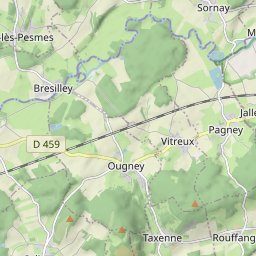 Sornay
-lès-Pesmes
M
Bresilley
Jalle
Pagney
D 459
Vitreux
Ougney
Taxenne
Rouffang